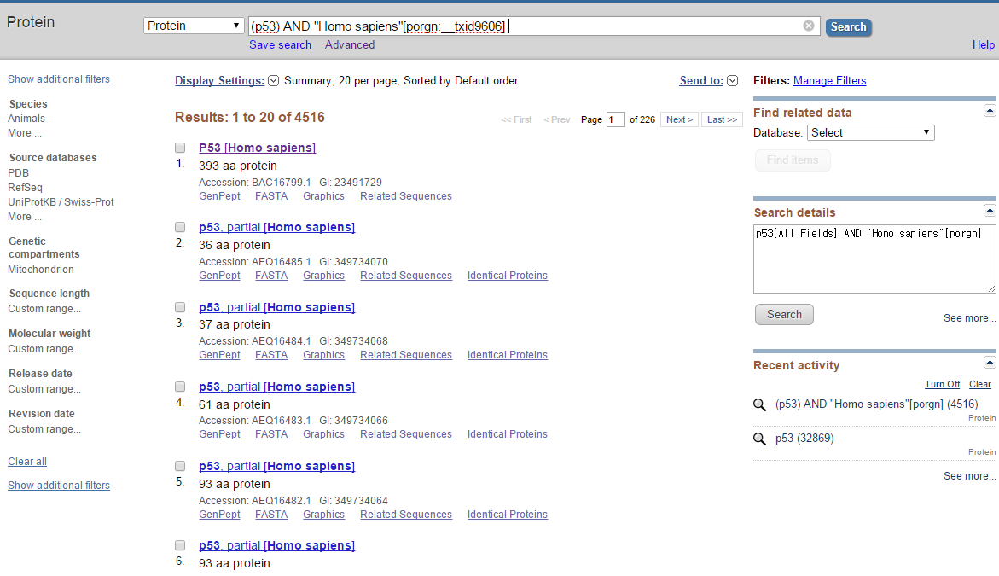 Protein
Protein
(p53) AND "Homo sapiens"[porgn:__txid9606]
Search
Save search Advanced
Help
Show additional filters
Species
Animals
More ...
Source databases
PDB
RefSeq
UniProtKB / Swiss-Prot
More ...
Genetic
compartments
Mitochondrion
Sequence length
Custom range...
Molecular weight
Custom range...
Release date
Custom range...
Revision date
Custom range...
Clear all
Show additional filters
Display Settings: Summary, 20 per page, Sorted by Default order
Send to:
Results: 1 to 20 of 4516
<< First < Prev Page 1 of 226 Next > Last >>
P53 [Homo sapiens]
1. 393 aa protein
Accession: BAC16799.1 GI: 23491729
GenPept FASTA Graphics Related Sequences
p53, partial [Homo sapiens]
2. 36 aa protein
Accession: AEQ16485.1 GI: 349734070
GenPept FASTA Graphics Related Sequences Identical Proteins
p53, partial [Homo sapiens]
3. 37 aa protein
Accession: AEQ16484.1 GI: 349734068
GenPept FASTA Graphics Related Sequences Identical Proteins
p53, partial [Homo sapiens]
4. 61 aa protein
Accession: AEQ16483.1 GI: 349734066
GenPept FASTA Graphics Related Sequences Identical Proteins
p53, partial [Homo sapiens]
5. 93 aa protein
Accession: AEQ16482.1 GI: 349734064
GenPept FASTA Graphics Related Sequences Identical Proteins
p53, partial [Homo sapiens]
6. 93 aa protein
Filters: Manage Filters
Find related data
Database: Select
Find items
Search details
p53[All Fields] AND "Homo sapiens"[porgn]
Search
See more...
Recent activity
Turn Off Clear
(p53) AND "Homo sapiens"[porgn] (4516)
Protein
p53 (32869)
Protein
See more...